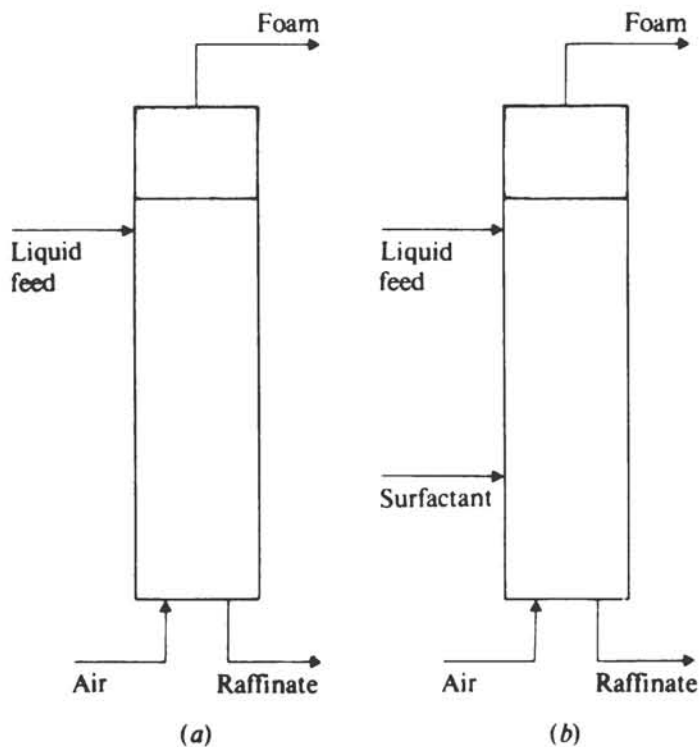 Foam
Liquid
feed
Air
Raffinate
(a)
Foam
Liquid
feed
Surfactant
Air
Raffinate
(b)